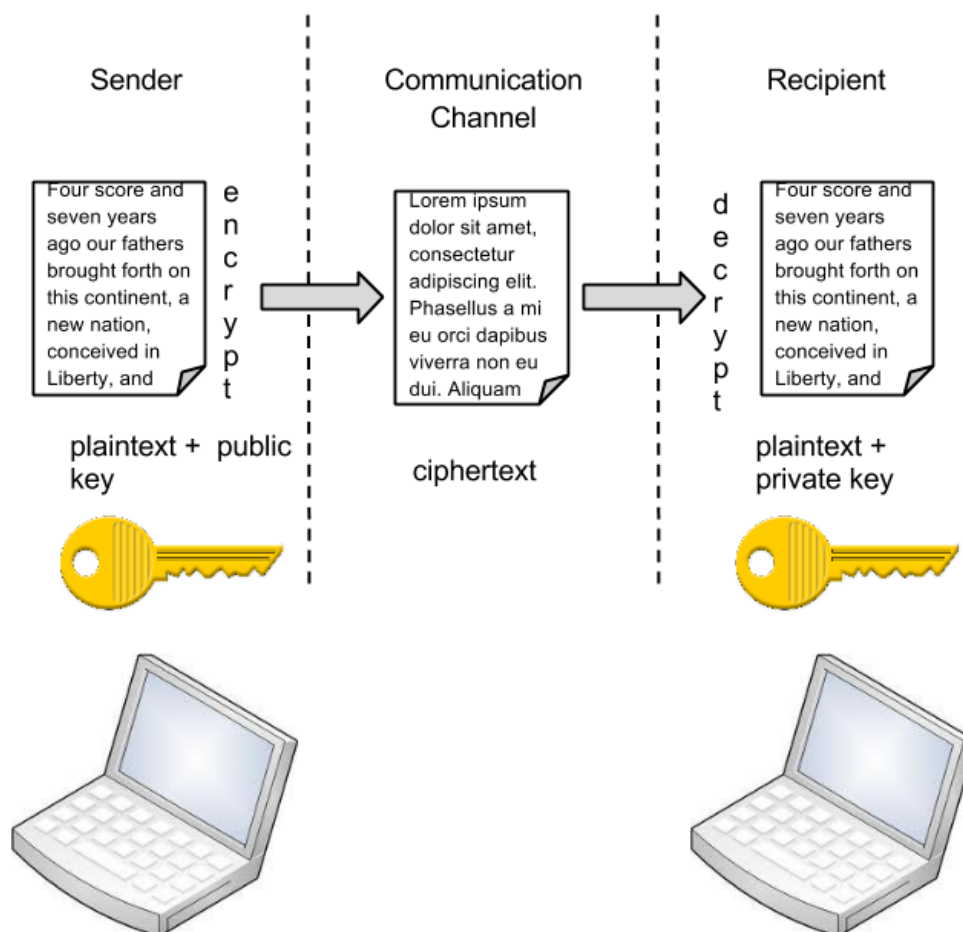 Sender
Communication
Channel
Recipient
Four score and
seven years
ago our fathers
brought forth on
this continent, a
new nation,
conceived in
Liberty, and
encrypt
Lorem ipsum
dolor sit amet,
consectetur
adipiscing elit.
Phasellus a mi
eu orci dapibus
viverra non eu
dui. Aliquam
decrypt
Four score and
seven years
ago our fathers
brought forth on
this continent, a
new nation,
conceived in
Liberty, and
plaintext + public
key
ciphertext
plaintext +
private key